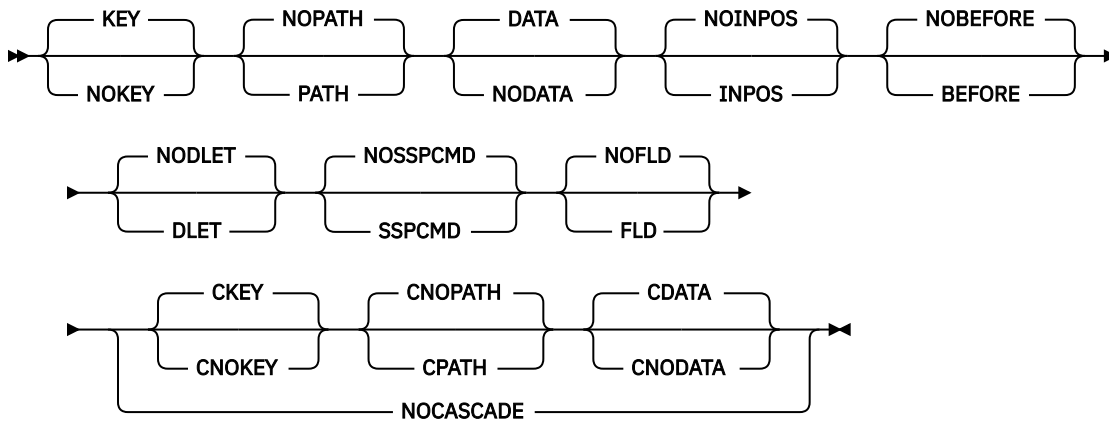 KEY NOPATH DATA NOINPOS NOBEFORE
NOKEY PATH NODATA INPOS BEFORE
NODLET NOSSPCMD NOFLD
DLET SSPCMD FLD
CKEY CNOPATH CDATA
CNOKEY CPATH CNODATA
NOCASCADE